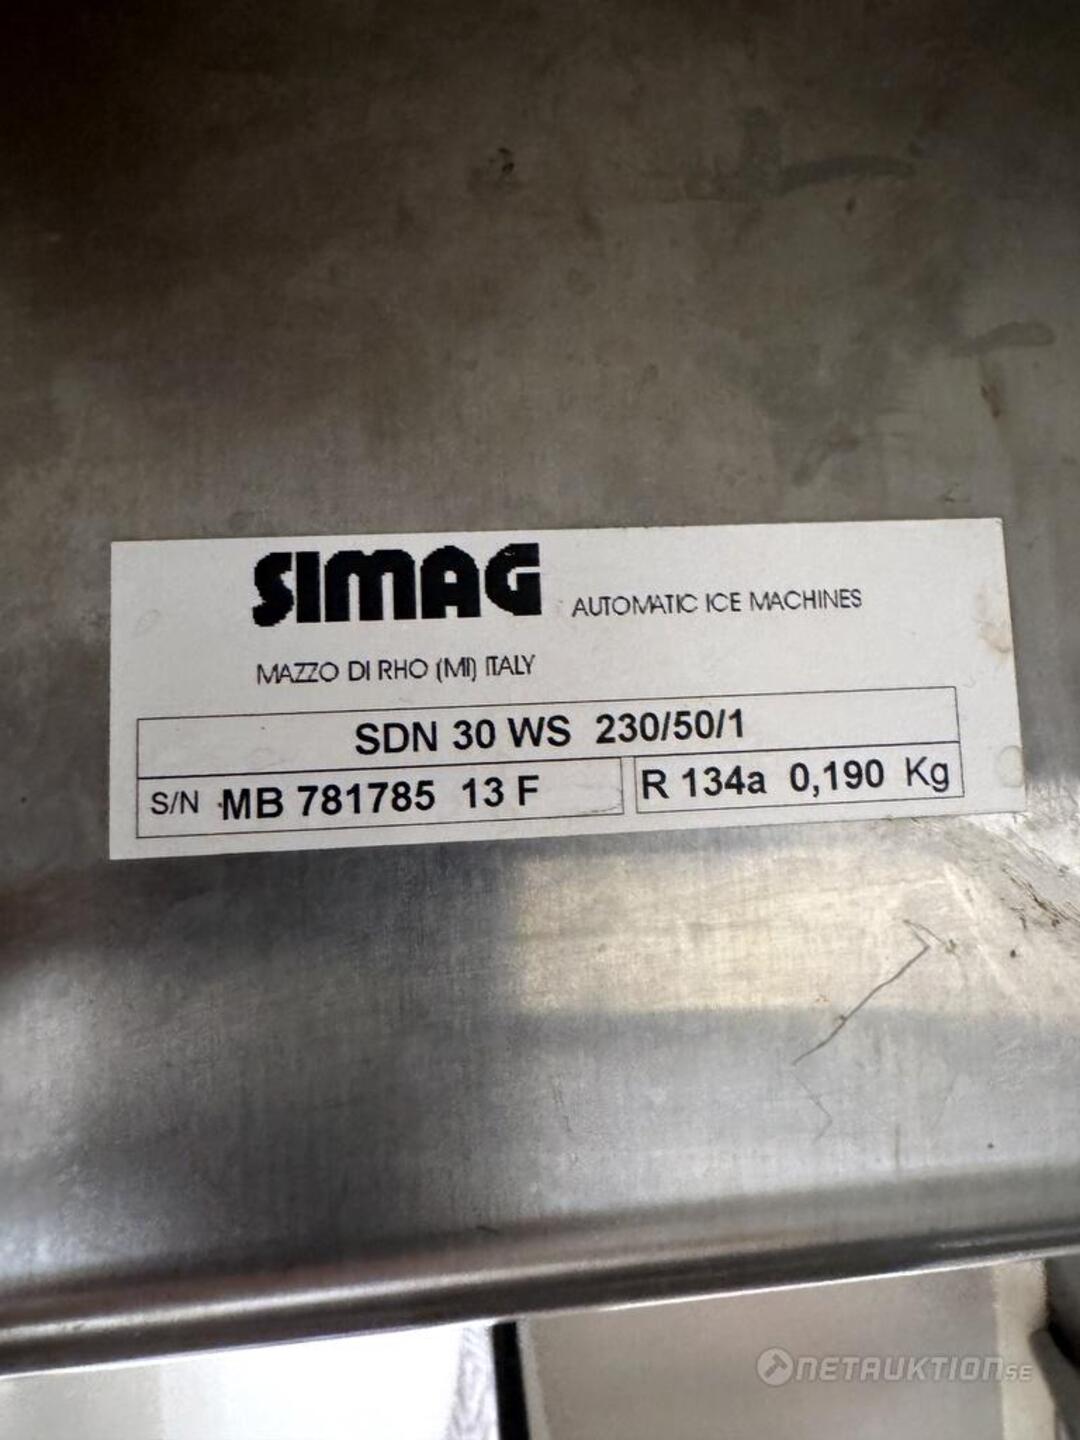 SIMAG AUTOMATIC ICE MACHINES
MAZZO DI RHO (MI) ITALY
SDN 30 WS 230/50/1
S/N MB 781785 13 F R 134a 0,190 Kg
NETAUKTION.SE